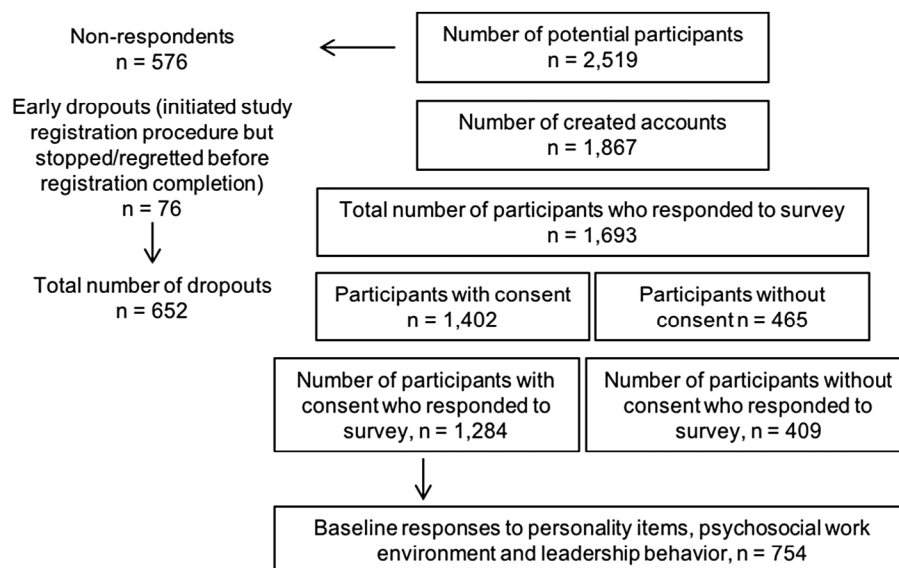 Non-respondents
n = 576
Number of potential participants
n = 2,519
Early dropouts (initiated study
registration procedure but
stopped/regretted before
registration completion)
n = 76
Number of created accounts
n = 1,867
Total number of participants who responded to survey
n = 1,693
Total number of dropouts
n = 652
Participants with consent
n = 1,402
Participants without
consent n = 465
Number of participants with
consent who responded to
survey, n = 1,284
Number of participants without
consent who responded to
survey, n = 409
Baseline responses to personality items, psychosocial work
environment and leadership behavior, n = 754